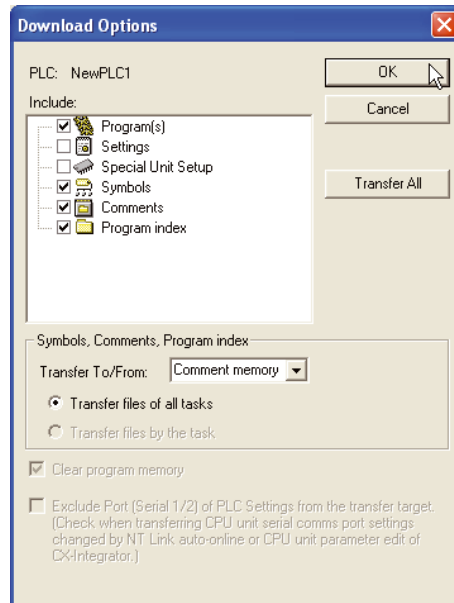 Download Options
PLC: NewPLC1
OK
Include:
Cancel
Program(s)
Settings
Special Unit Setup
Transfer All
Symbols
Comments
Program index
Symbols, Comments, Program index
Transfer To/From: Comment memory
Transfer files of all tasks
Transfer files by the task
Clear program memory
Exclude Port (Serial 1/2) of PLC Settings from the transfer target.
(Check when transferring CPU unit serial comms port settings
changed by NT Link auto-online or CPU unit parameter edit of
CX-Integrator.)